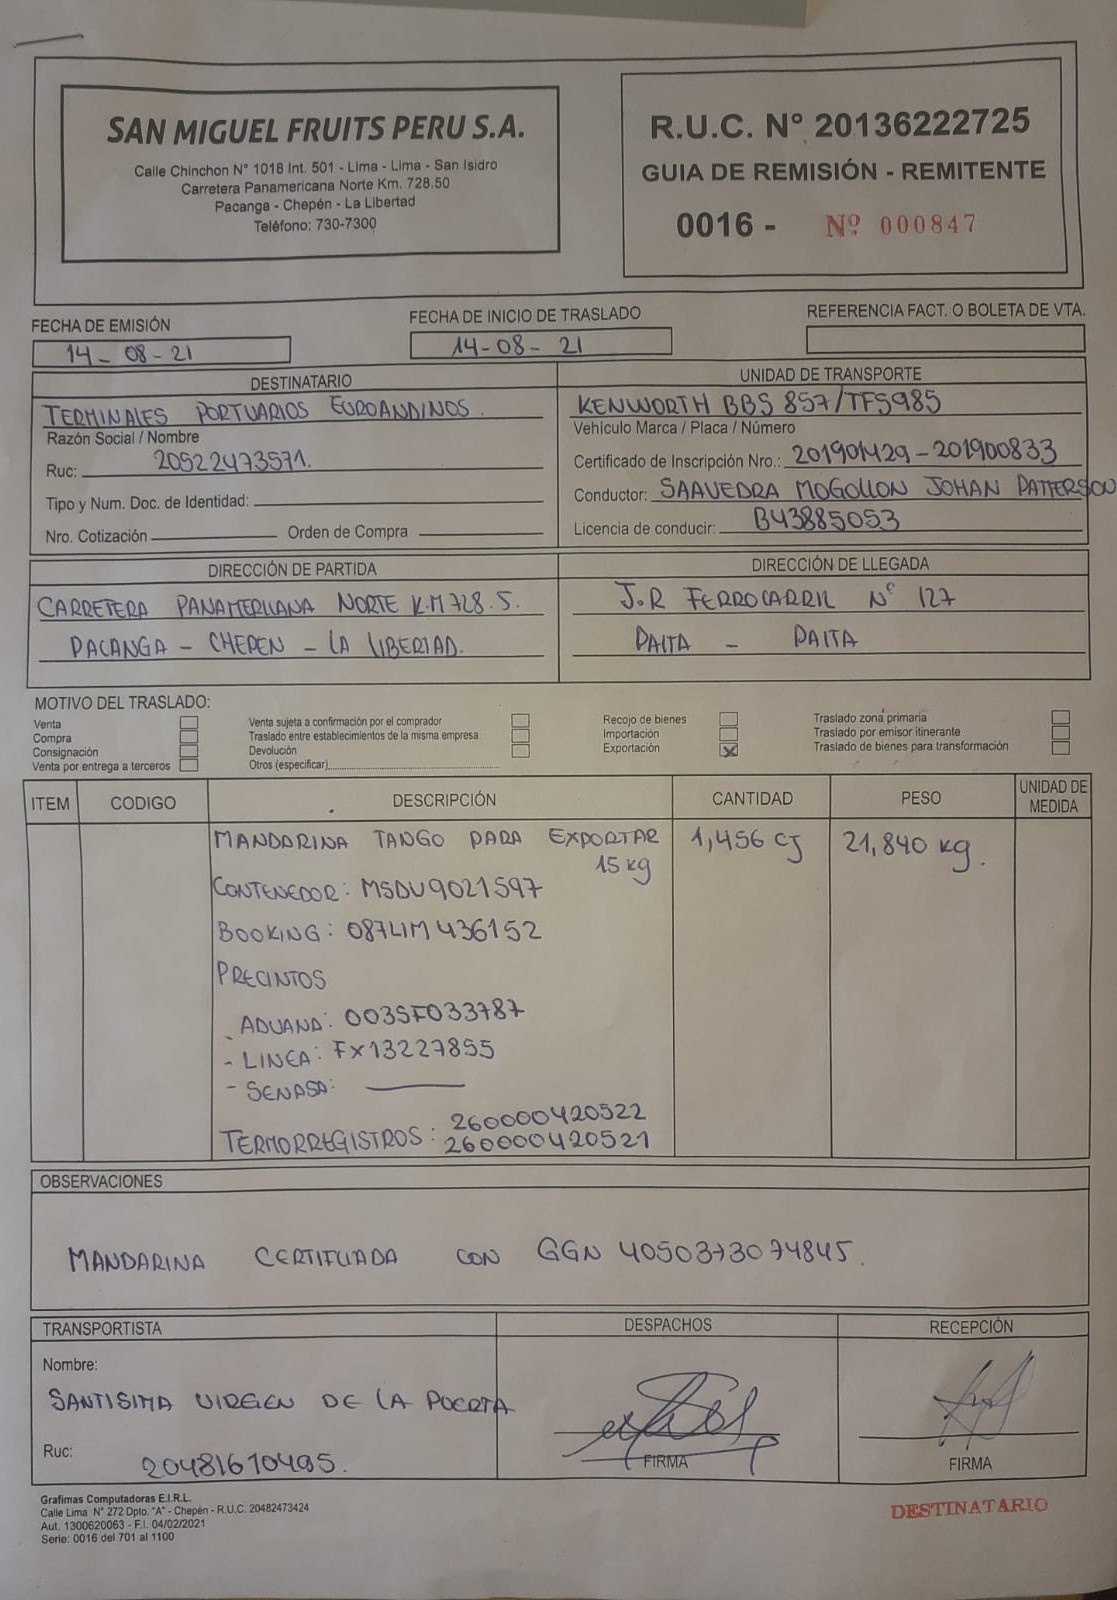 SAN MIGUEL FRUITS PERU S.A.
Calle Chinchon N° 1018 Int. 501 - Lima - Lima - San Isidro
Carretera Panamericana Norte Km. 728.50
Pacanga - Chepén - La Libertad
Teléfono: 730-7300
R.U.C. N° 20136222725
GUIA DE REMISIÓN - REMITENTE
0016 - Nº 000847
FECHA DE EMISIÓN
14-08-21
FECHA DE INICIO DE TRASLADO
14-08-21
REFERENCIA FACT. O BOLETA DE VTA.
DESTINATARIO
TERMINALES PORTUARIOS EUROANDINOS.
Razón Social / Nombre
Ruc: 20522473571.
Tipo y Num. Doc. de Identidad:
Nro. Cotización Orden de Compra
UNIDAD DE TRANSPORTE
KENWORTH BBS 857/TF5985
Vehículo Marca / Placa / Número
Certificado de Inscripción Nro.: 201901429-201900833
Conductor: SAAVEDRA MOGOLLON JOHAN PATTERSON
Licencia de conducir: B43885053
DIRECCIÓN DE PARTIDA
CARRETERA PANAMERICANA NORTE K.M 728.5.
PACANGA - CHEPEN - LA LIBERTAD.
DIRECCIÓN DE LLEGADA
J.R FERROCARRIL N° 127
PAITA - PAITA
MOTIVO DEL TRASLADO:
Venta
Compra
Consignación
Venta por entrega a terceros
Venta sujeta a confirmación por el comprador
Traslado entre establecimientos de la misma empresa
Devolución
Otros (especificar)
Recojo de bienes
Importación
Exportación X
Traslado zona primaria
Traslado por emisor itinerante
Traslado de bienes para transformación
ITEM CODIGO DESCRIPCIÓN CANTIDAD PESO UNIDAD DE MEDIDA
MANDARINA TANGO PARA EXPORTAR 1,456 CJ 21,840 kg.
15 kg
CONTENEDOR: MSDU9021597
BOOKING: 087LIM436152
PRECINTOS
- ADUANA: 003SF033787
- LINEA: FX13227855
- SENASA:
TERMORREGISTROS: 260000420522
260000420521
OBSERVACIONES
MANDARINA CERTIFICADA CON GGN 4050373074845.
TRANSPORTISTA
Nombre:
SANTISIMA VIRGEN DE LA PUERTA
Ruc: 20481610495.
DESPACHOS
FIRMA
RECEPCIÓN
FIRMA
Grafimas Computadoras E.I.R.L.
Calle Lima N° 272 Dpto. "A" - Chepén - R.U.C. 20482473424
Aut. 1300620063 - F.I. 04/02/2021
Serie: 0016 del 701 al 1100
DESTINATARIO